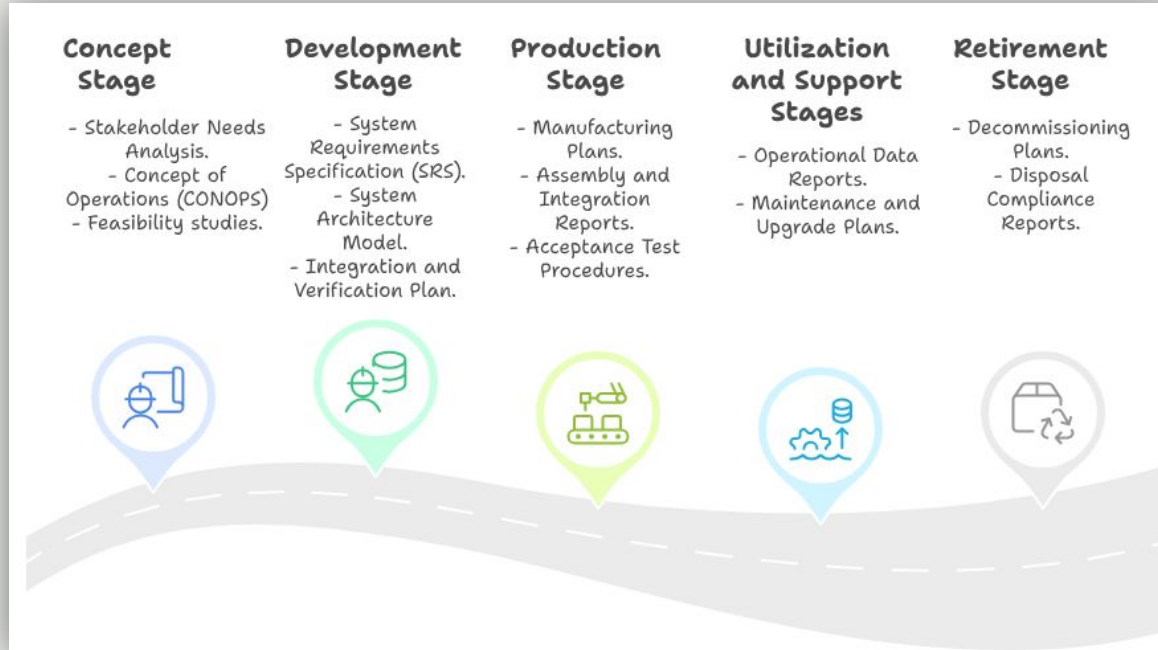 Concept
Stage
- Stakeholder Needs
Analysis.
- Concept of
Operations (CONOPS)
- Feasibility studies.
Development
Stage
- System
Requirements
Specification (SRS).
- System
Architecture
Model.
- Integration and
Verification Plan.
Production
Stage
- Manufacturing
Plans.
- Assembly and
Integration
Reports.
- Acceptance Test
Procedures.
Utilization
and Support
Stages
- Operational Data
Reports.
- Maintenance and
Upgrade Plans.
Retirement
Stage
- Decommissioning
Plans.
- Disposal
Compliance
Reports.